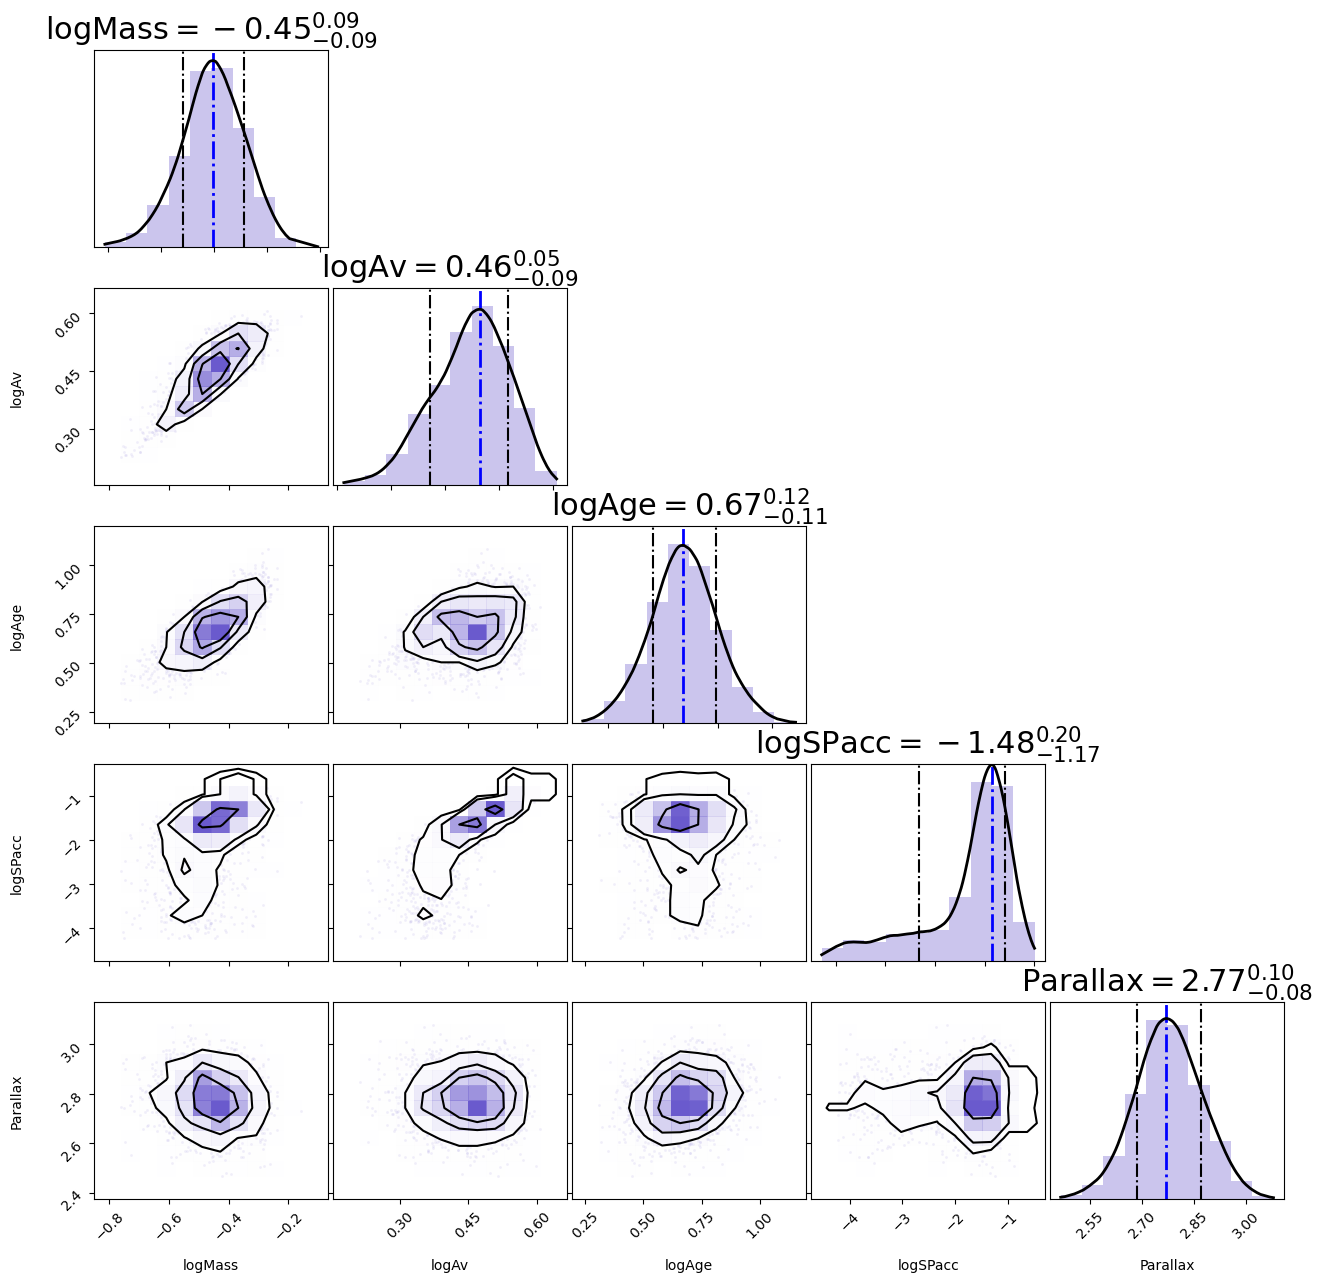 logMass = −0.45 0.09 −0.09
logAv = 0.46 0.05 −0.09
0.60
0.45
0.30
logAv
logAge = 0.67 0.12 −0.11
1.00
0.75
0.50
0.25
logAge
logSPacc = −1.48 0.20 −1.17
−1
−2
−3
−4
logSPacc
Parallax = 2.77 0.10 −0.08
3.0
2.8
2.6
2.4
Parallax
−0.8 −0.6 −0.4 −0.2 0.30 0.45 0.60 0.25 0.50 0.75 1.00 −4 −3 −2 −1 2.55 2.70 2.85 3.00
logMass logAv logAge logSPacc Parallax